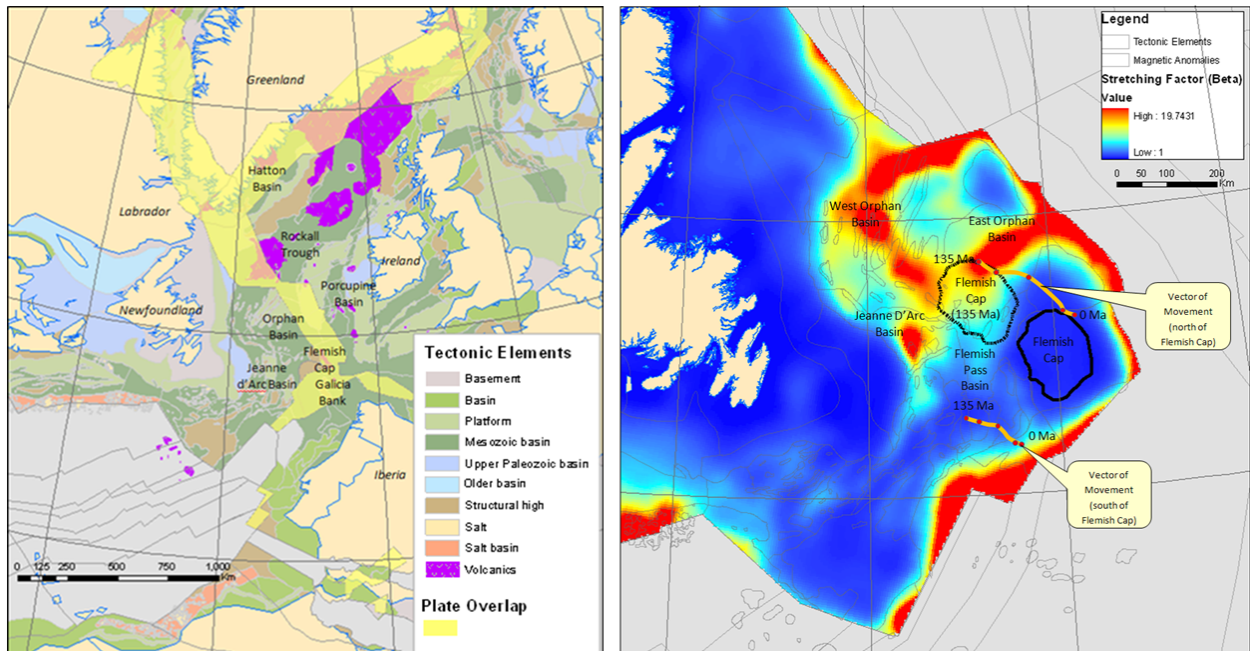 Greenland
Hatton
Basin
Labrador
Rockall
Trough
Ireland
Porcupine
Basin
Newfoundland
Orphan
Basin
Flemish
Cap
Jeanne
d'Arc Basin
Galicia
Bank
Iberia
Tectonic Elements
Basement
Basin
Platform
Mesozoic basin
Upper Paleozoic basin
Older basin
Structural high
Salt
Salt basin
Volcanics
Plate Overlap
0 125 250 500 750 1,000
Km
Legend
Tectonic Elements
Magnetic Anomalies
Stretching Factor (Beta)
Value
High : 19.7431
Low : 1
0 50 100 200
Km
West Orphan
Basin
East Orphan
Basin
135 Ma
Flemish
Cap
(135 Ma)
0 Ma
Jeanne D'Arc
Basin
Flemish
Cap
Flemish
Pass
Basin
135 Ma
0 Ma
Vector of
Movement
(north of
Flemish Cap)
Vector of
Movement
(south of
Flemish Cap)